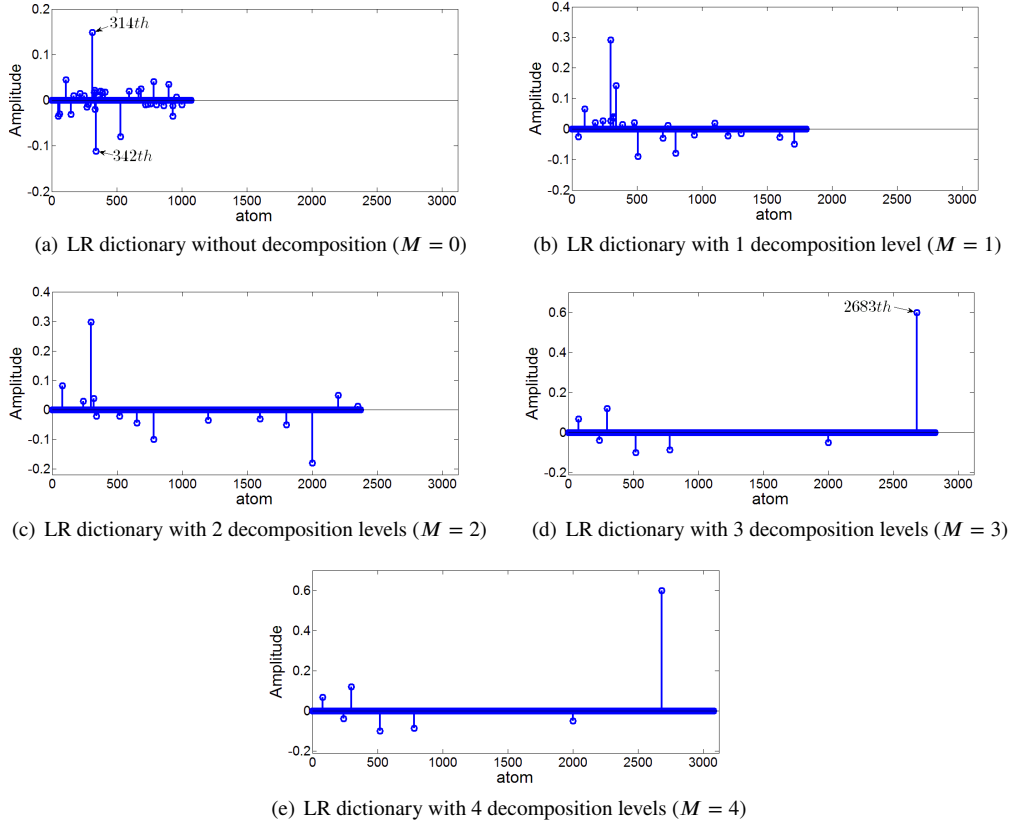 0.2
0.1
0
-0.1
-0.2
0 500 1000 1500 2000 2500 3000
Amplitude
atom
314th
342th
(a) LR dictionary without decomposition (M = 0)
0.4
0.3
0.2
0.1
0
-0.1
-0.2
0 500 1000 1500 2000 2500 3000
Amplitude
atom
(b) LR dictionary with 1 decomposition level (M = 1)
0.4
0.3
0.2
0.1
0
-0.1
-0.2
0 500 1000 1500 2000 2500 3000
Amplitude
atom
(c) LR dictionary with 2 decomposition levels (M = 2)
0.6
0.4
0.2
0
-0.2
0 500 1000 1500 2000 2500 3000
Amplitude
atom
2683th
(d) LR dictionary with 3 decomposition levels (M = 3)
0.6
0.4
0.2
0
-0.2
0 500 1000 1500 2000 2500 3000
Amplitude
atom
(e) LR dictionary with 4 decomposition levels (M = 4)